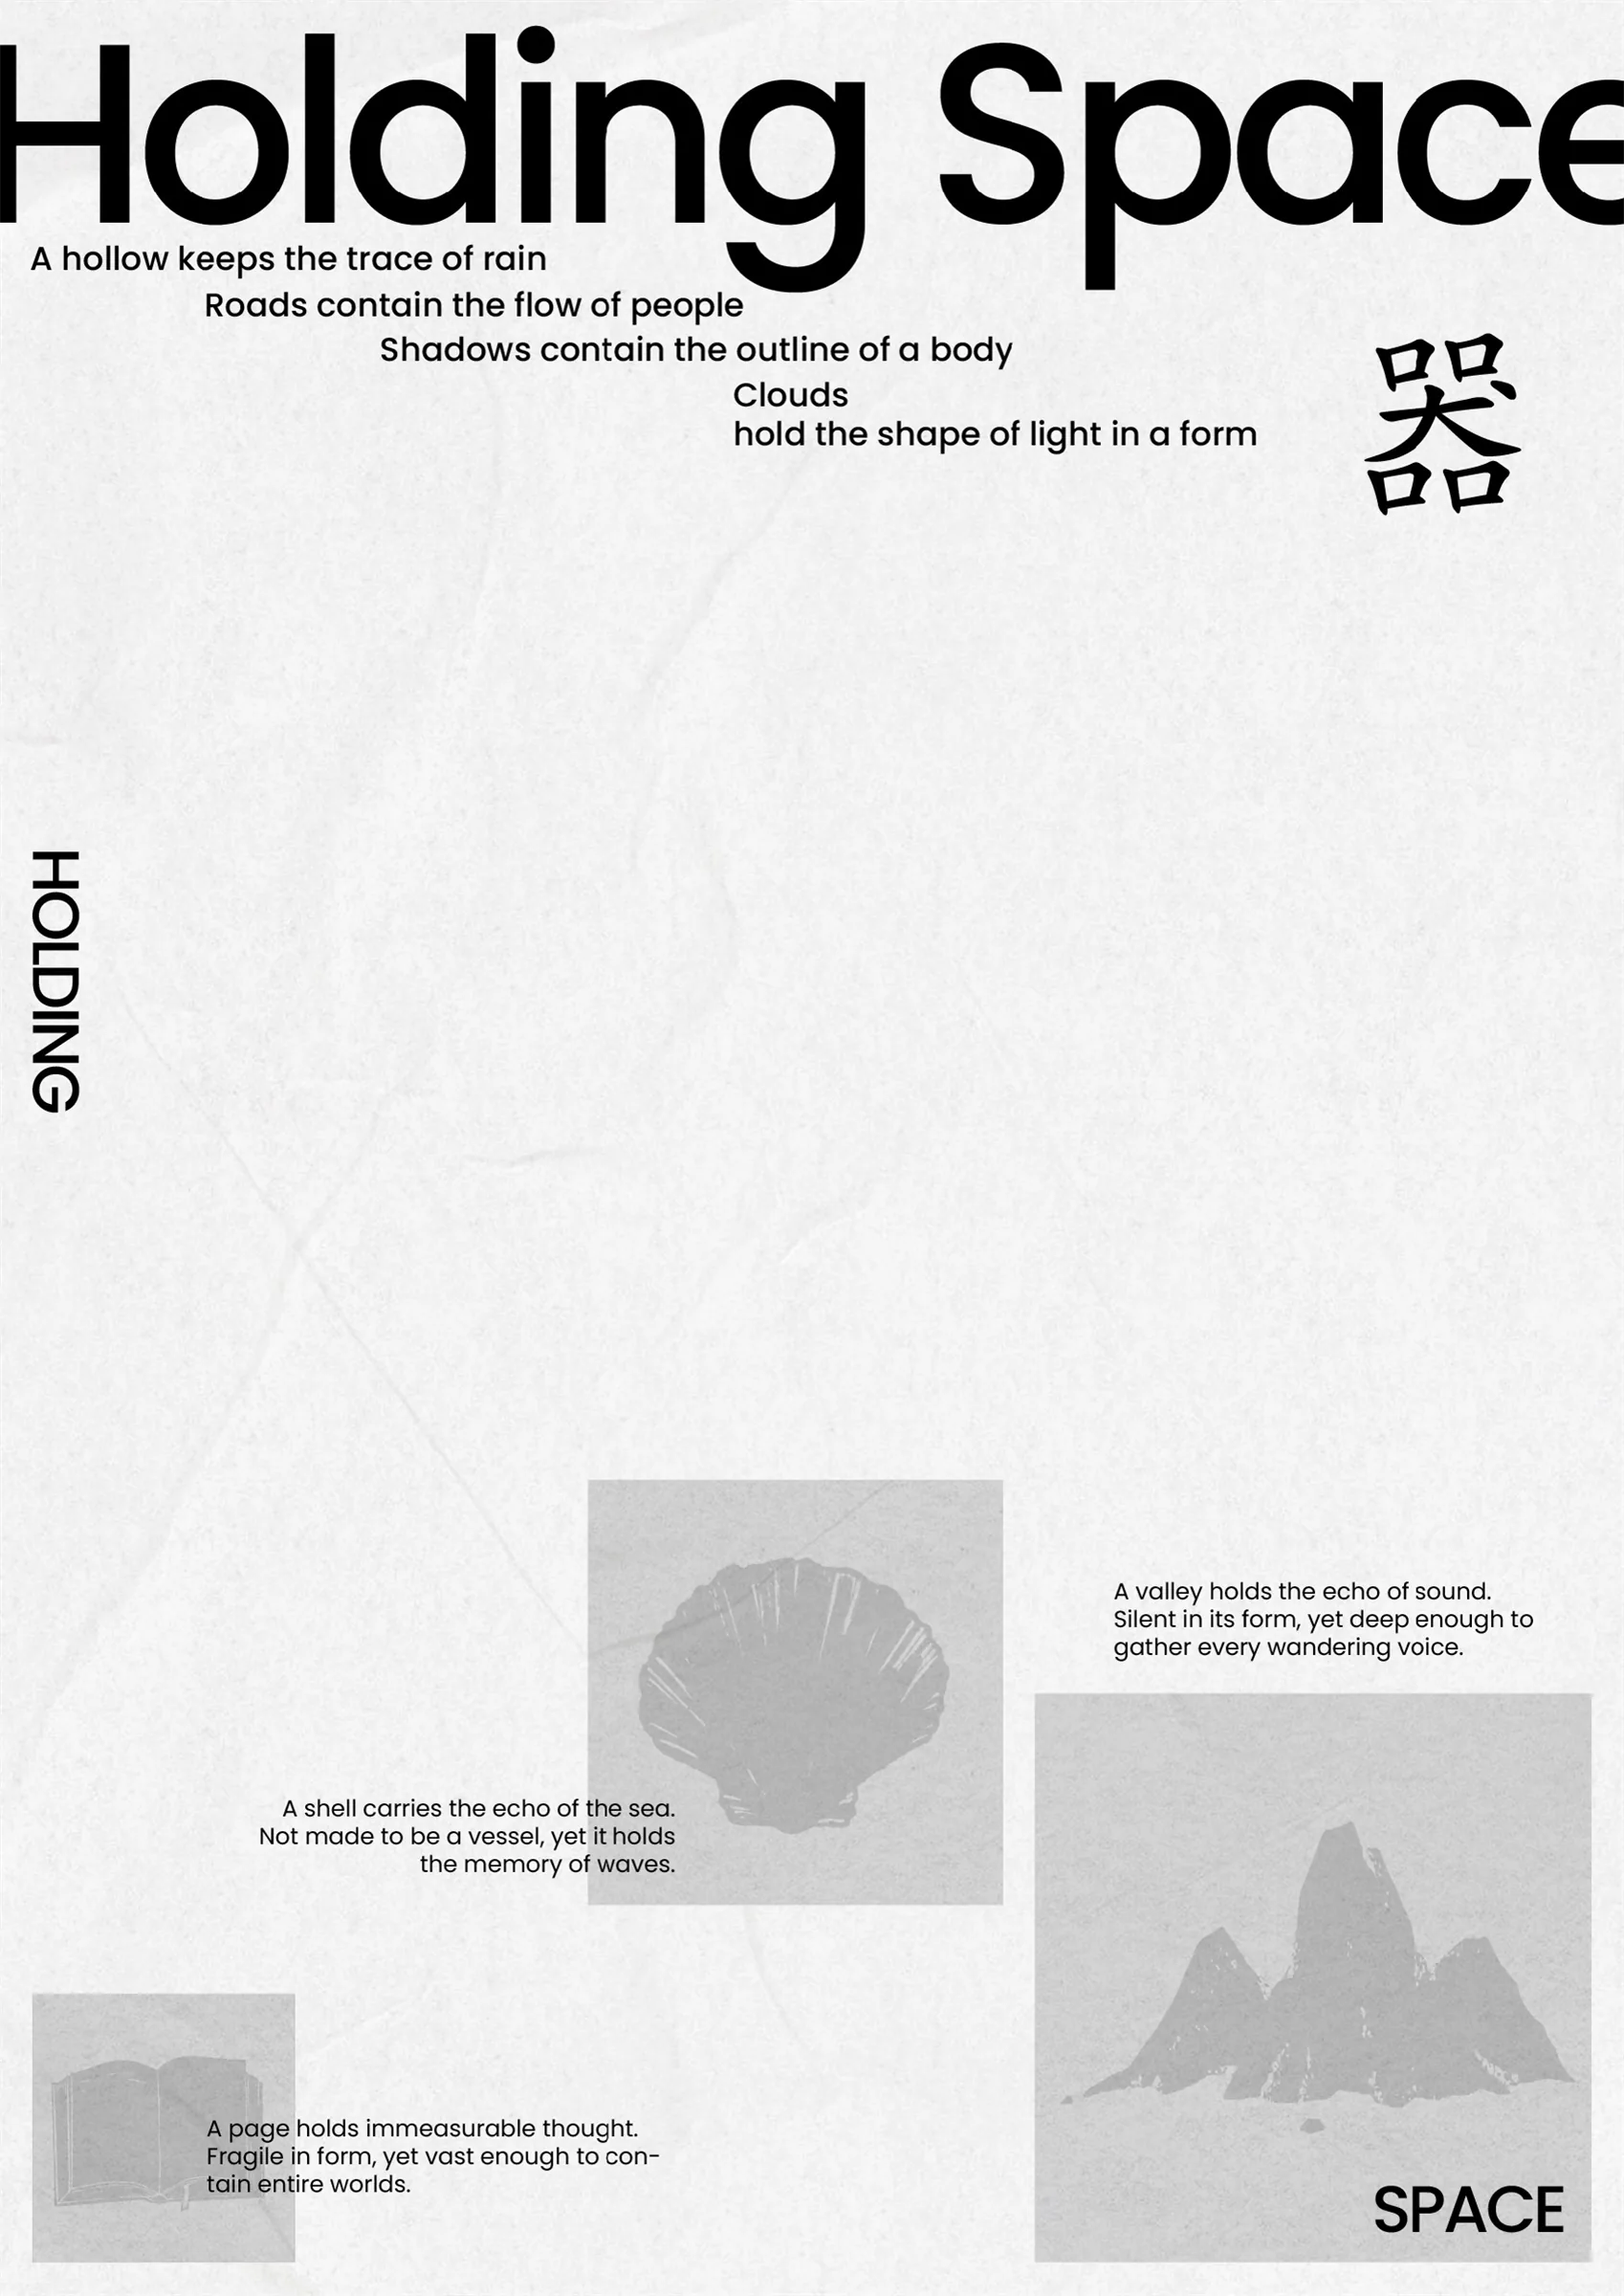 Holding Space
A hollow keeps the trace of rain
Roads contain the flow of people
Shadows contain the outline of a body
Clouds
hold the shape of light in a form
器
HOLDING
A valley holds the echo of sound.
Silent in its form, yet deep enough to
gather every wandering voice.
A shell carries the echo of the sea.
Not made to be a vessel, yet it holds
the memory of waves.
A page holds immeasurable thought.
Fragile in form, yet vast enough to con-
tain entire worlds.
SPACE